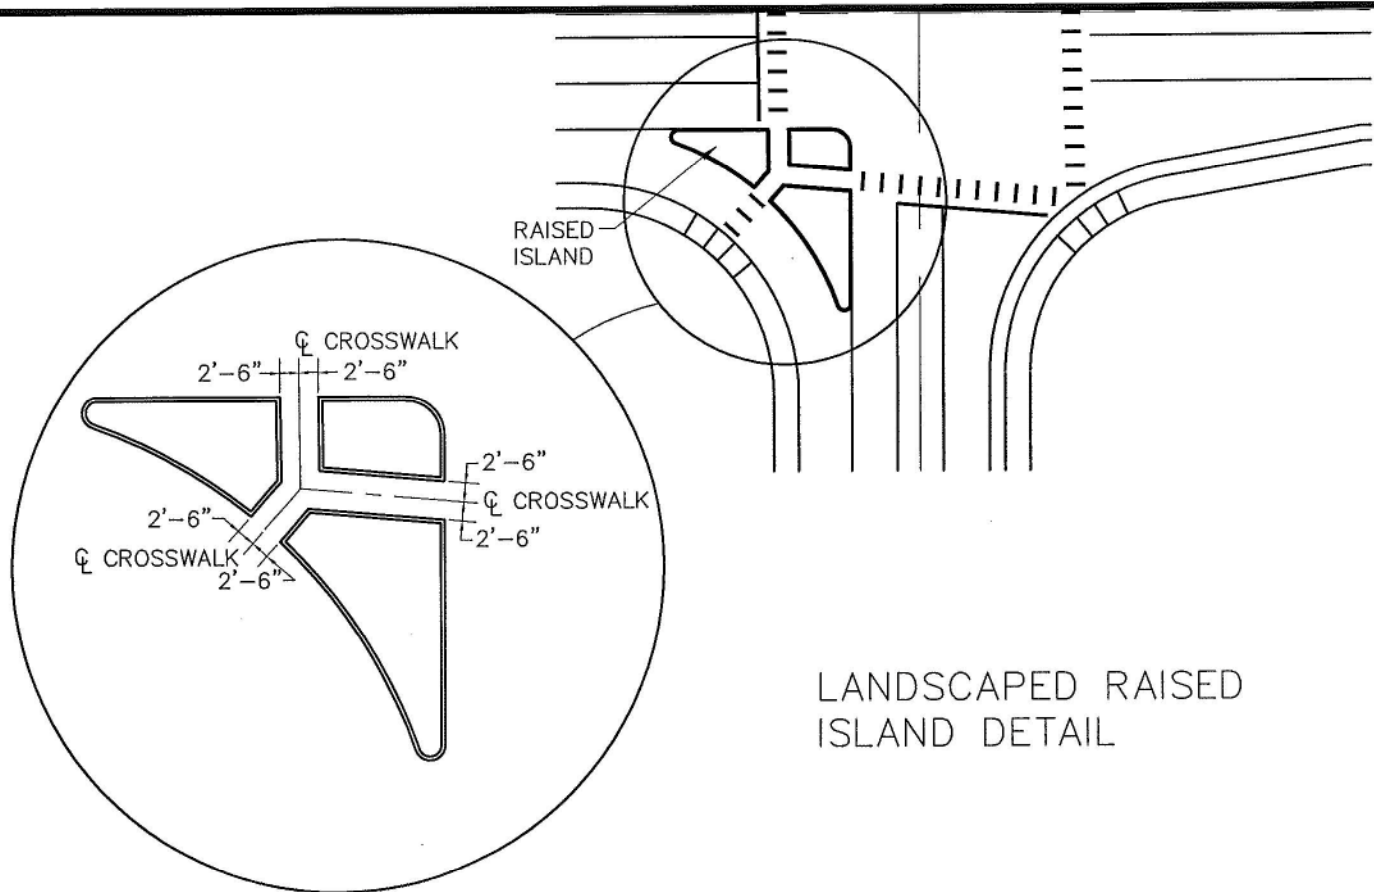 RAISED
ISLAND
℄ CROSSWALK
2'-6" 2'-6"
2'-6"
℄ CROSSWALK
2'-6"
2'-6"
℄ CROSSWALK
2'-6"
LANDSCAPED RAISED
ISLAND DETAIL